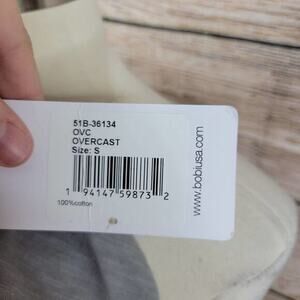 51B-36134
OVC
OVERCAST
Size: S
1 94147 59873 2
100%cotton
www.bobiusa.com